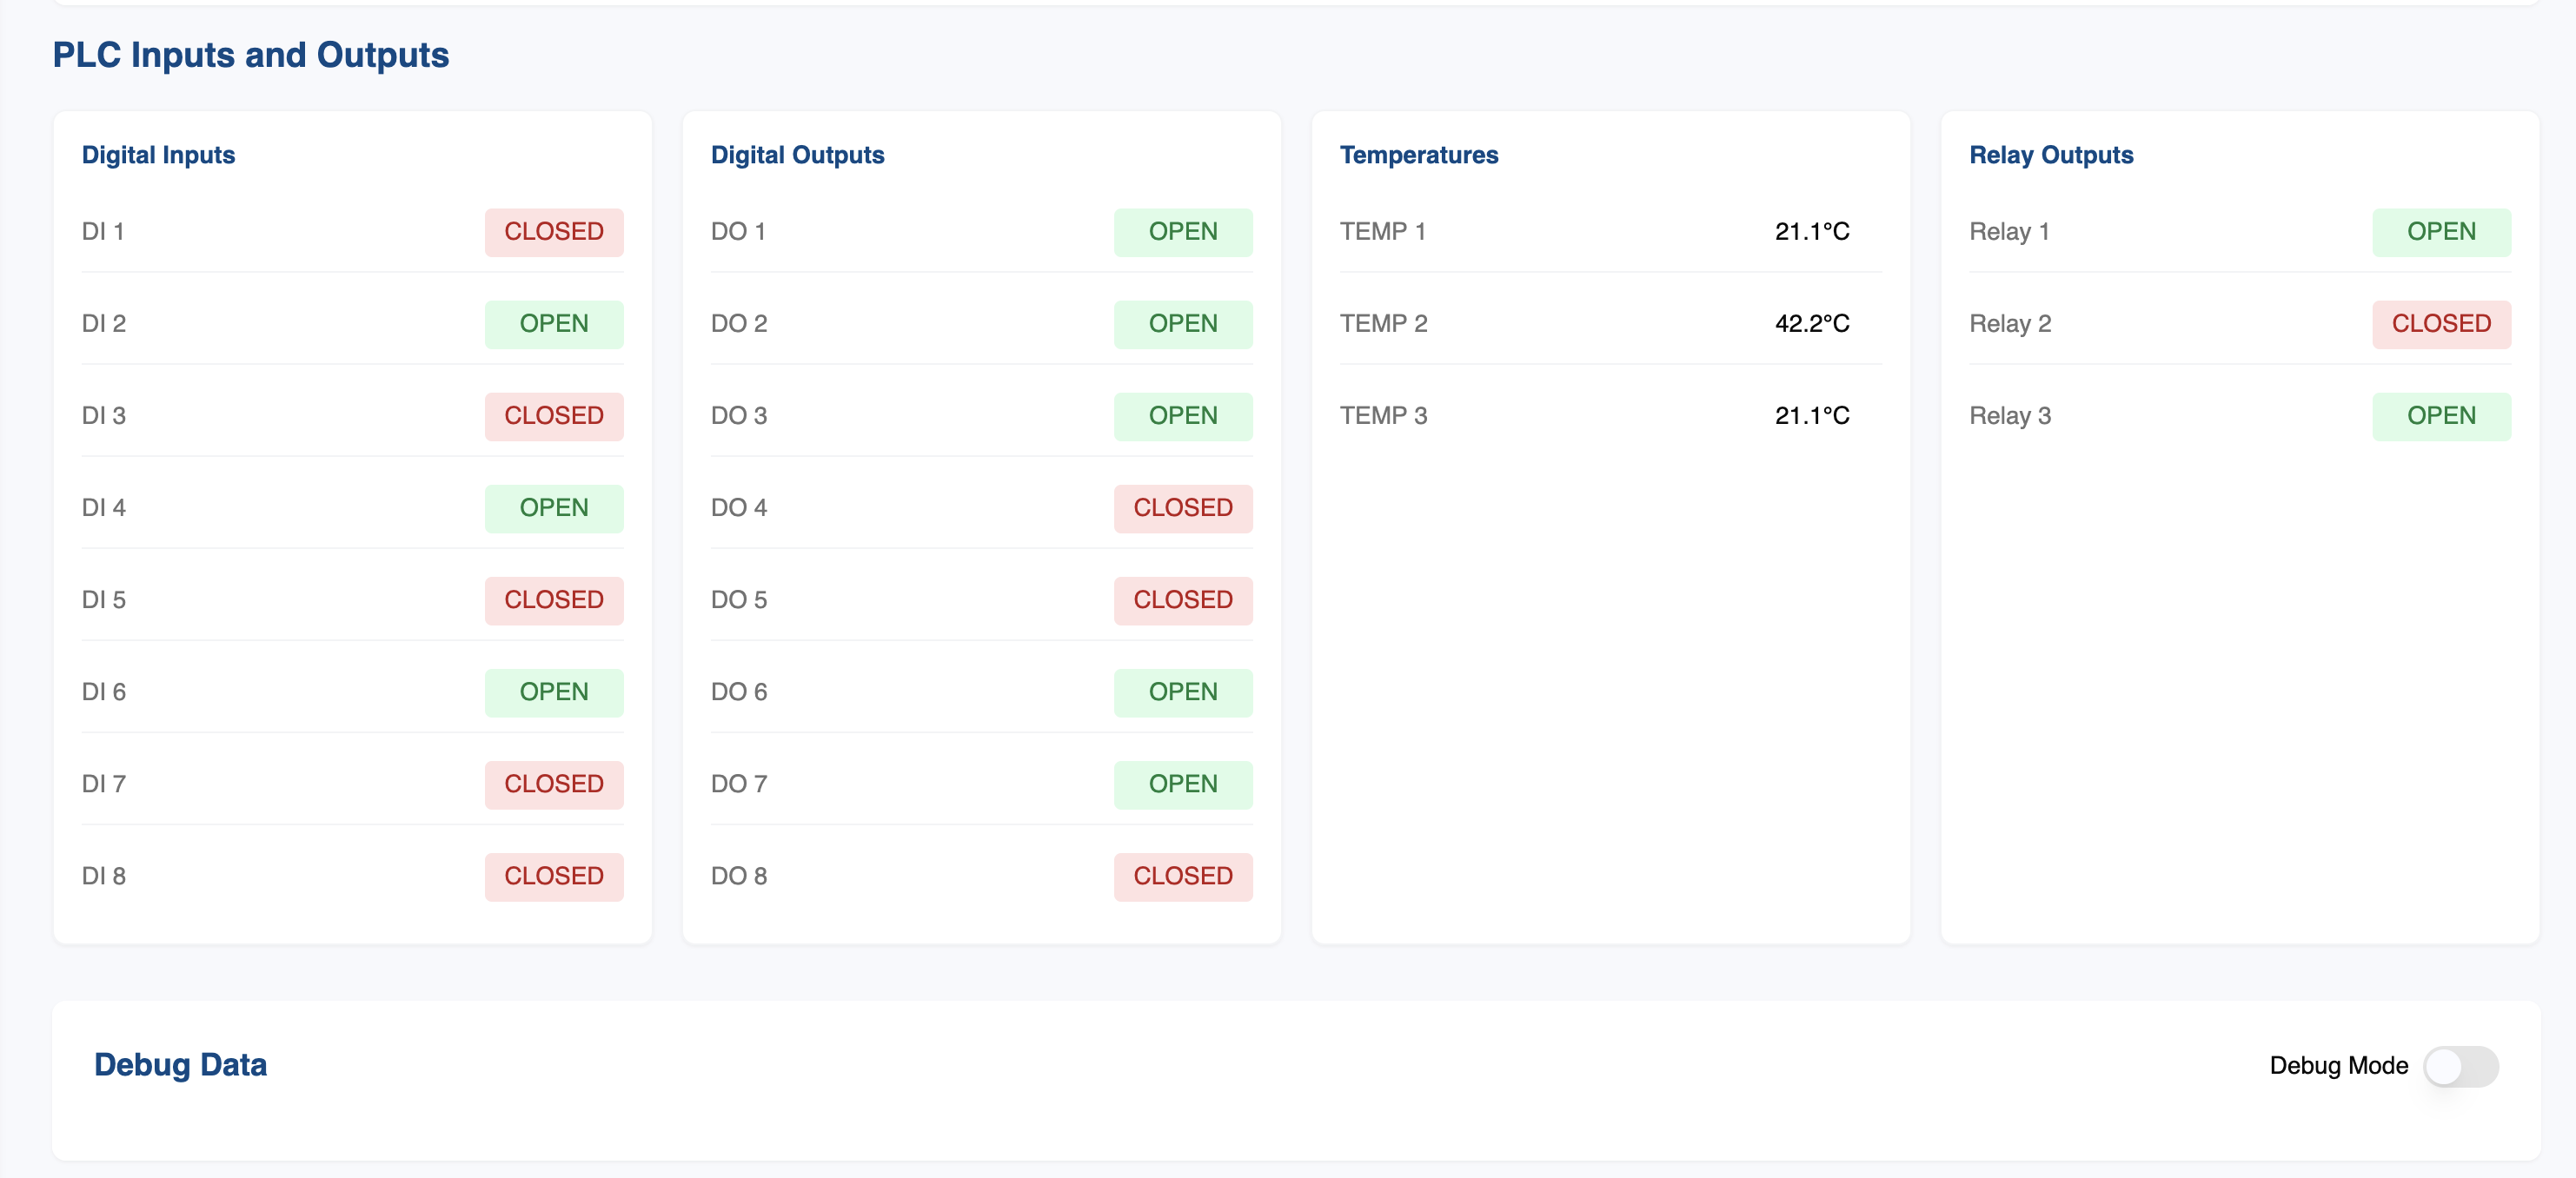 PLC Inputs and Outputs
Digital Inputs
DI 1 CLOSED
DI 2 OPEN
DI 3 CLOSED
DI 4 OPEN
DI 5 CLOSED
DI 6 OPEN
DI 7 CLOSED
DI 8 CLOSED
Digital Outputs
DO 1 OPEN
DO 2 OPEN
DO 3 OPEN
DO 4 CLOSED
DO 5 CLOSED
DO 6 OPEN
DO 7 OPEN
DO 8 CLOSED
Temperatures
TEMP 1 21.1°C
TEMP 2 42.2°C
TEMP 3 21.1°C
Relay Outputs
Relay 1 OPEN
Relay 2 CLOSED
Relay 3 OPEN
Debug Data
Debug Mode